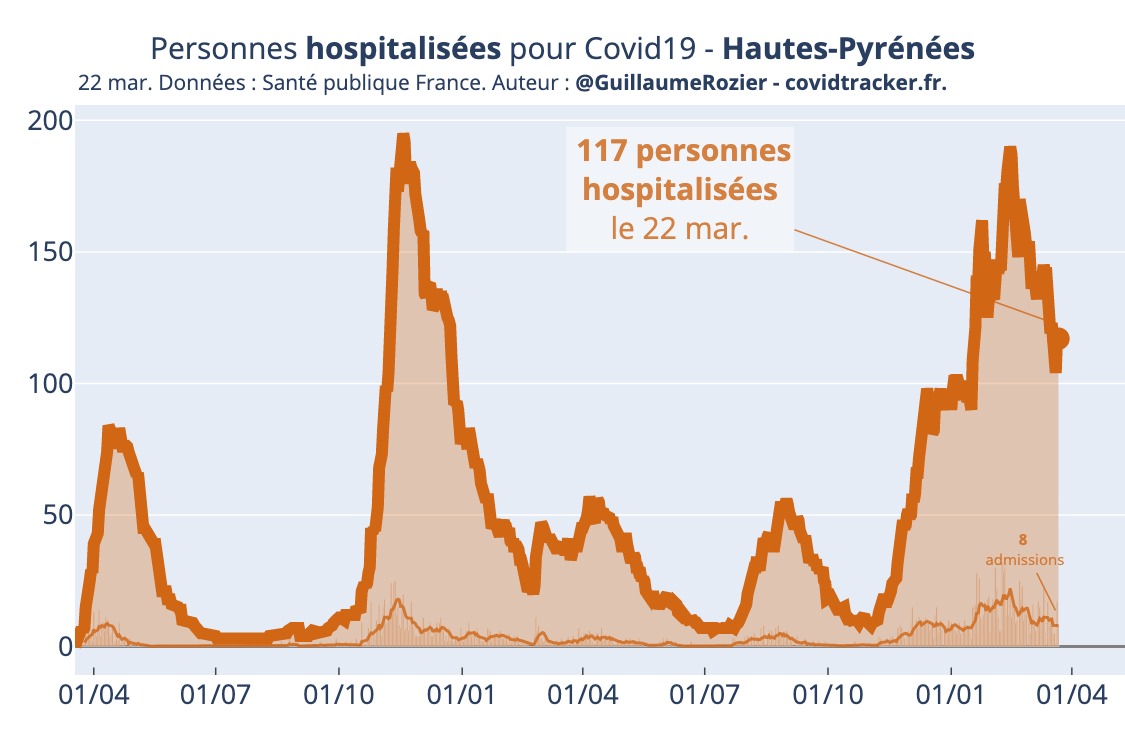 Personnes hospitalisées pour Covid19 - Hautes-Pyrénées
22 mar. Données : Santé publique France. Auteur : @GuillaumeRozier - covidtracker.fr.
200
117 personnes
hospitalisées
le 22 mar.
150
100
50
8
admissions
0
01/04 01/07 01/10 01/01 01/04 01/07 01/10 01/01 01/04